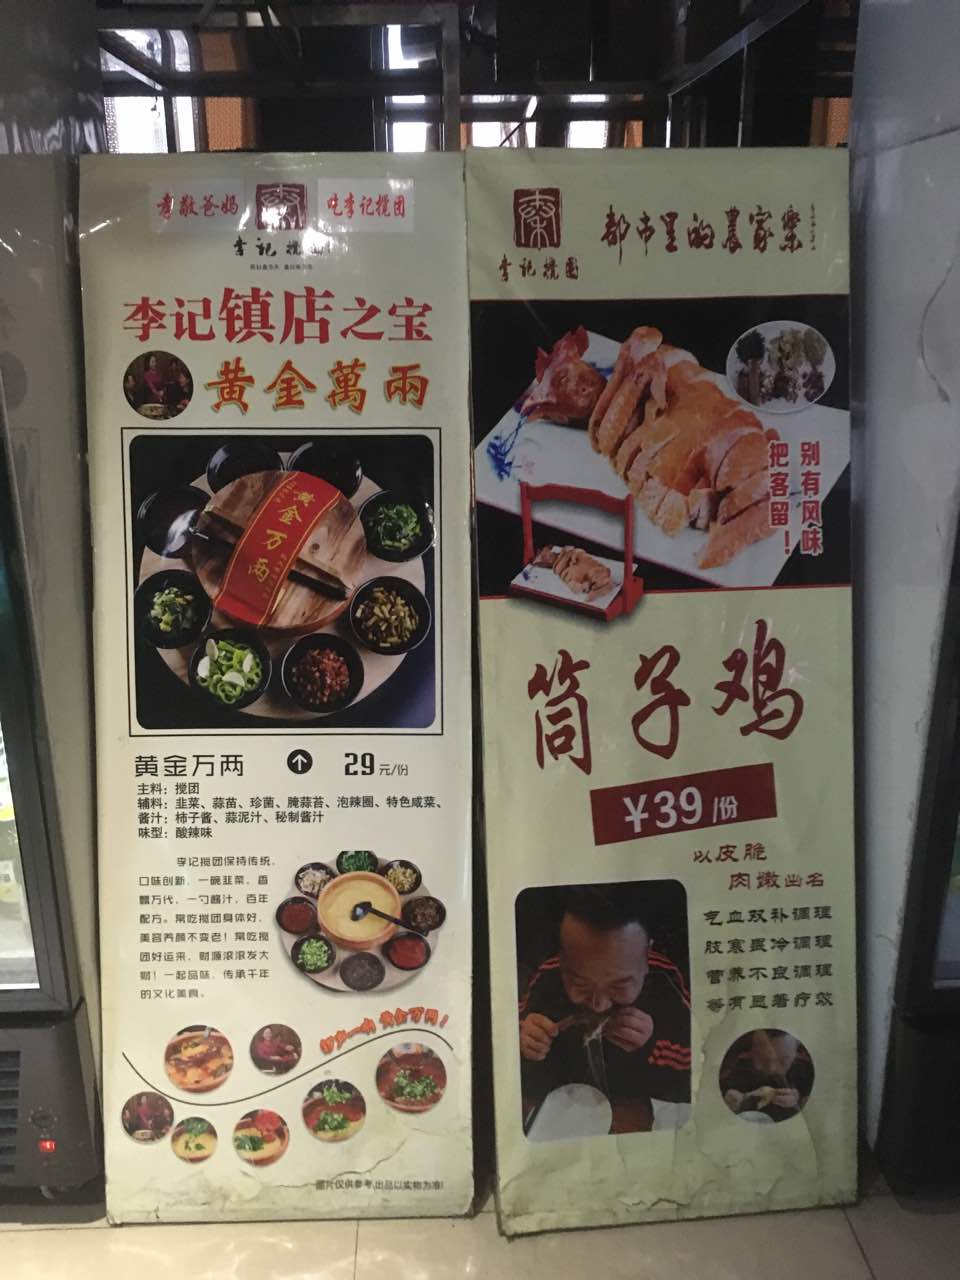 孝敬爸妈
吃李记搅团
李记搅团
李记镇店之宝
黄金萬兩
黄金万两
黄金万两 29元/份
主料：搅团
辅料：韭菜、蒜苗、珍菌、腌蒜苔、泡辣圈、特色咸菜、
酱汁：柿子酱、蒜泥汁、秘制酱汁
味型：酸辣味
李记搅团保持传统，
口味创新，一碗韭菜，香
飘万代，一勺酱汁，百年
配方。常吃搅团身体好，
美容养颜不变老！常吃搅
团好运来，财源滚滚发大
财！一起品味，传承千年
的文化美食。
黄金万两！
图片仅供参考，出品以实物为准！
李记搅团
都市里的農家樂
别有风味
把客留！
筒子鸡
￥39/份
以皮脆
肉嫩出名
气血双补调理
肢寒畏冷调理
营养不良调理
等有显著疗效